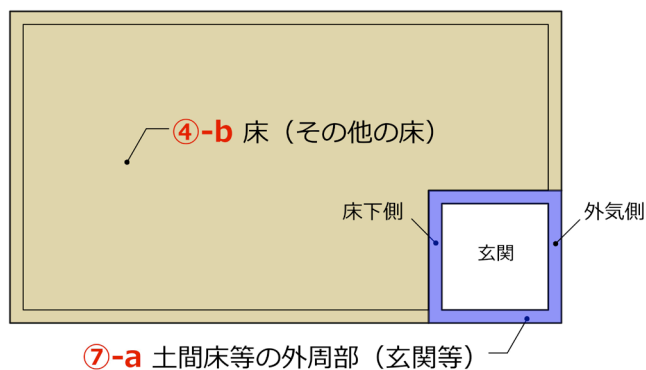 ④-b 床（その他の床）
床下側
外気側
玄関
⑦-a 土間床等の外周部（玄関等）